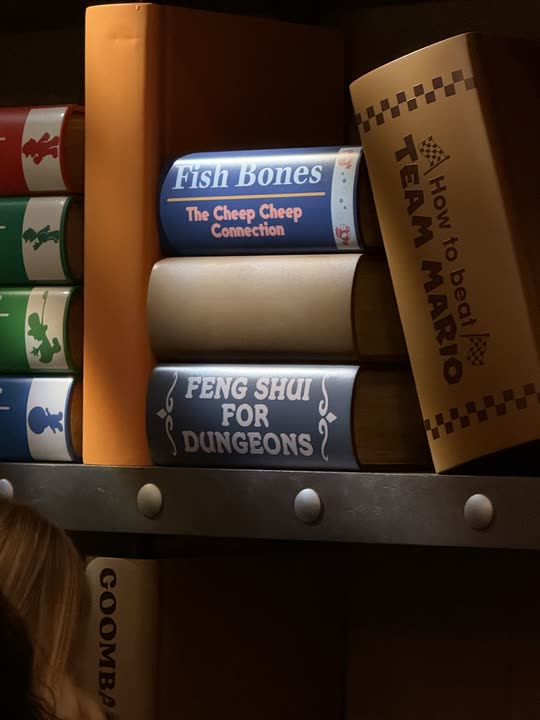 Fish Bones
The Cheep Cheep
Connection
FENG SHUI
FOR
DUNGEONS
How to beat
TEAM MARIO
GOOMBA